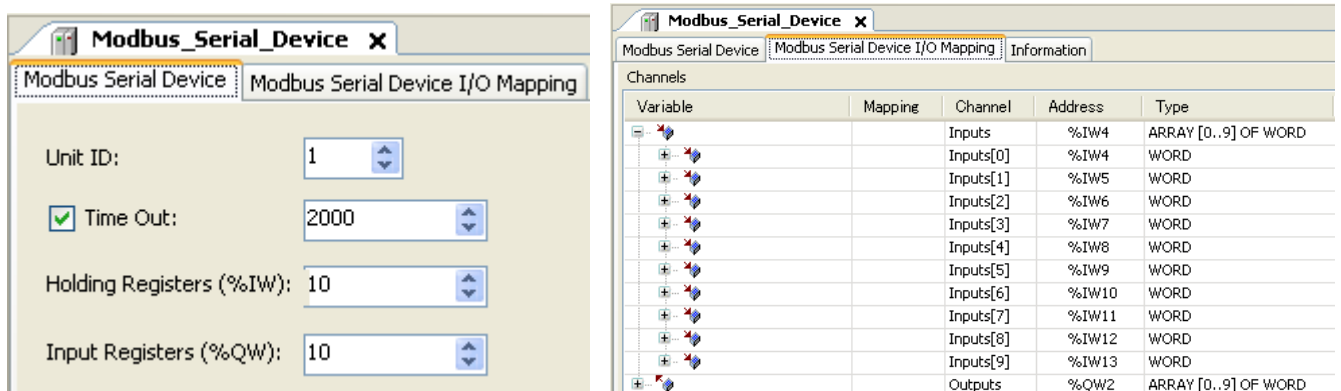 Modbus_Serial_Device x
Modbus Serial Device Modbus Serial Device I/O Mapping
Unit ID: 1
Time Out: 2000
Holding Registers (%IW): 10
Input Registers (%QW): 10
Modbus_Serial_Device x
Modbus Serial Device Modbus Serial Device I/O Mapping Information
Channels
Variable Mapping Channel Address Type
Inputs %IW4 ARRAY [0..9] OF WORD
Inputs[0] %IW4 WORD
Inputs[1] %IW5 WORD
Inputs[2] %IW6 WORD
Inputs[3] %IW7 WORD
Inputs[4] %IW8 WORD
Inputs[5] %IW9 WORD
Inputs[6] %IW10 WORD
Inputs[7] %IW11 WORD
Inputs[8] %IW12 WORD
Inputs[9] %IW13 WORD
Outputs %QW2 ARRAY [0..9] OF WORD